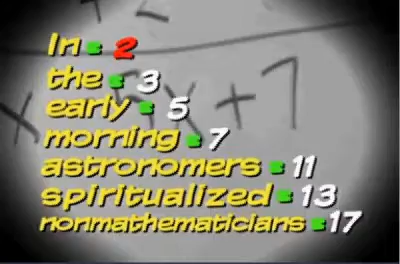 In = 2
the = 3
early = 5
morning = 7
astronomers = 11
spiritualized = 13
nonmathematicians = 17